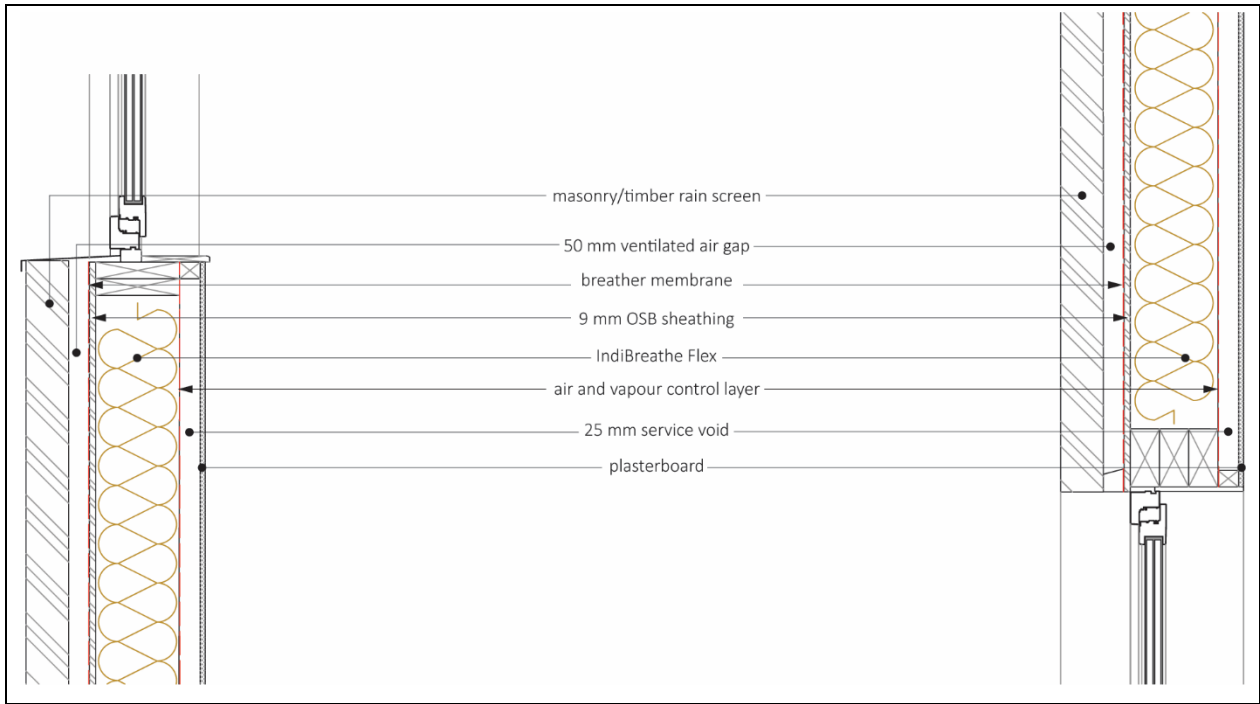 masonry/timber rain screen
50 mm ventilated air gap
breather membrane
9 mm OSB sheathing
IndiBreathe Flex
air and vapour control layer
25 mm service void
plasterboard